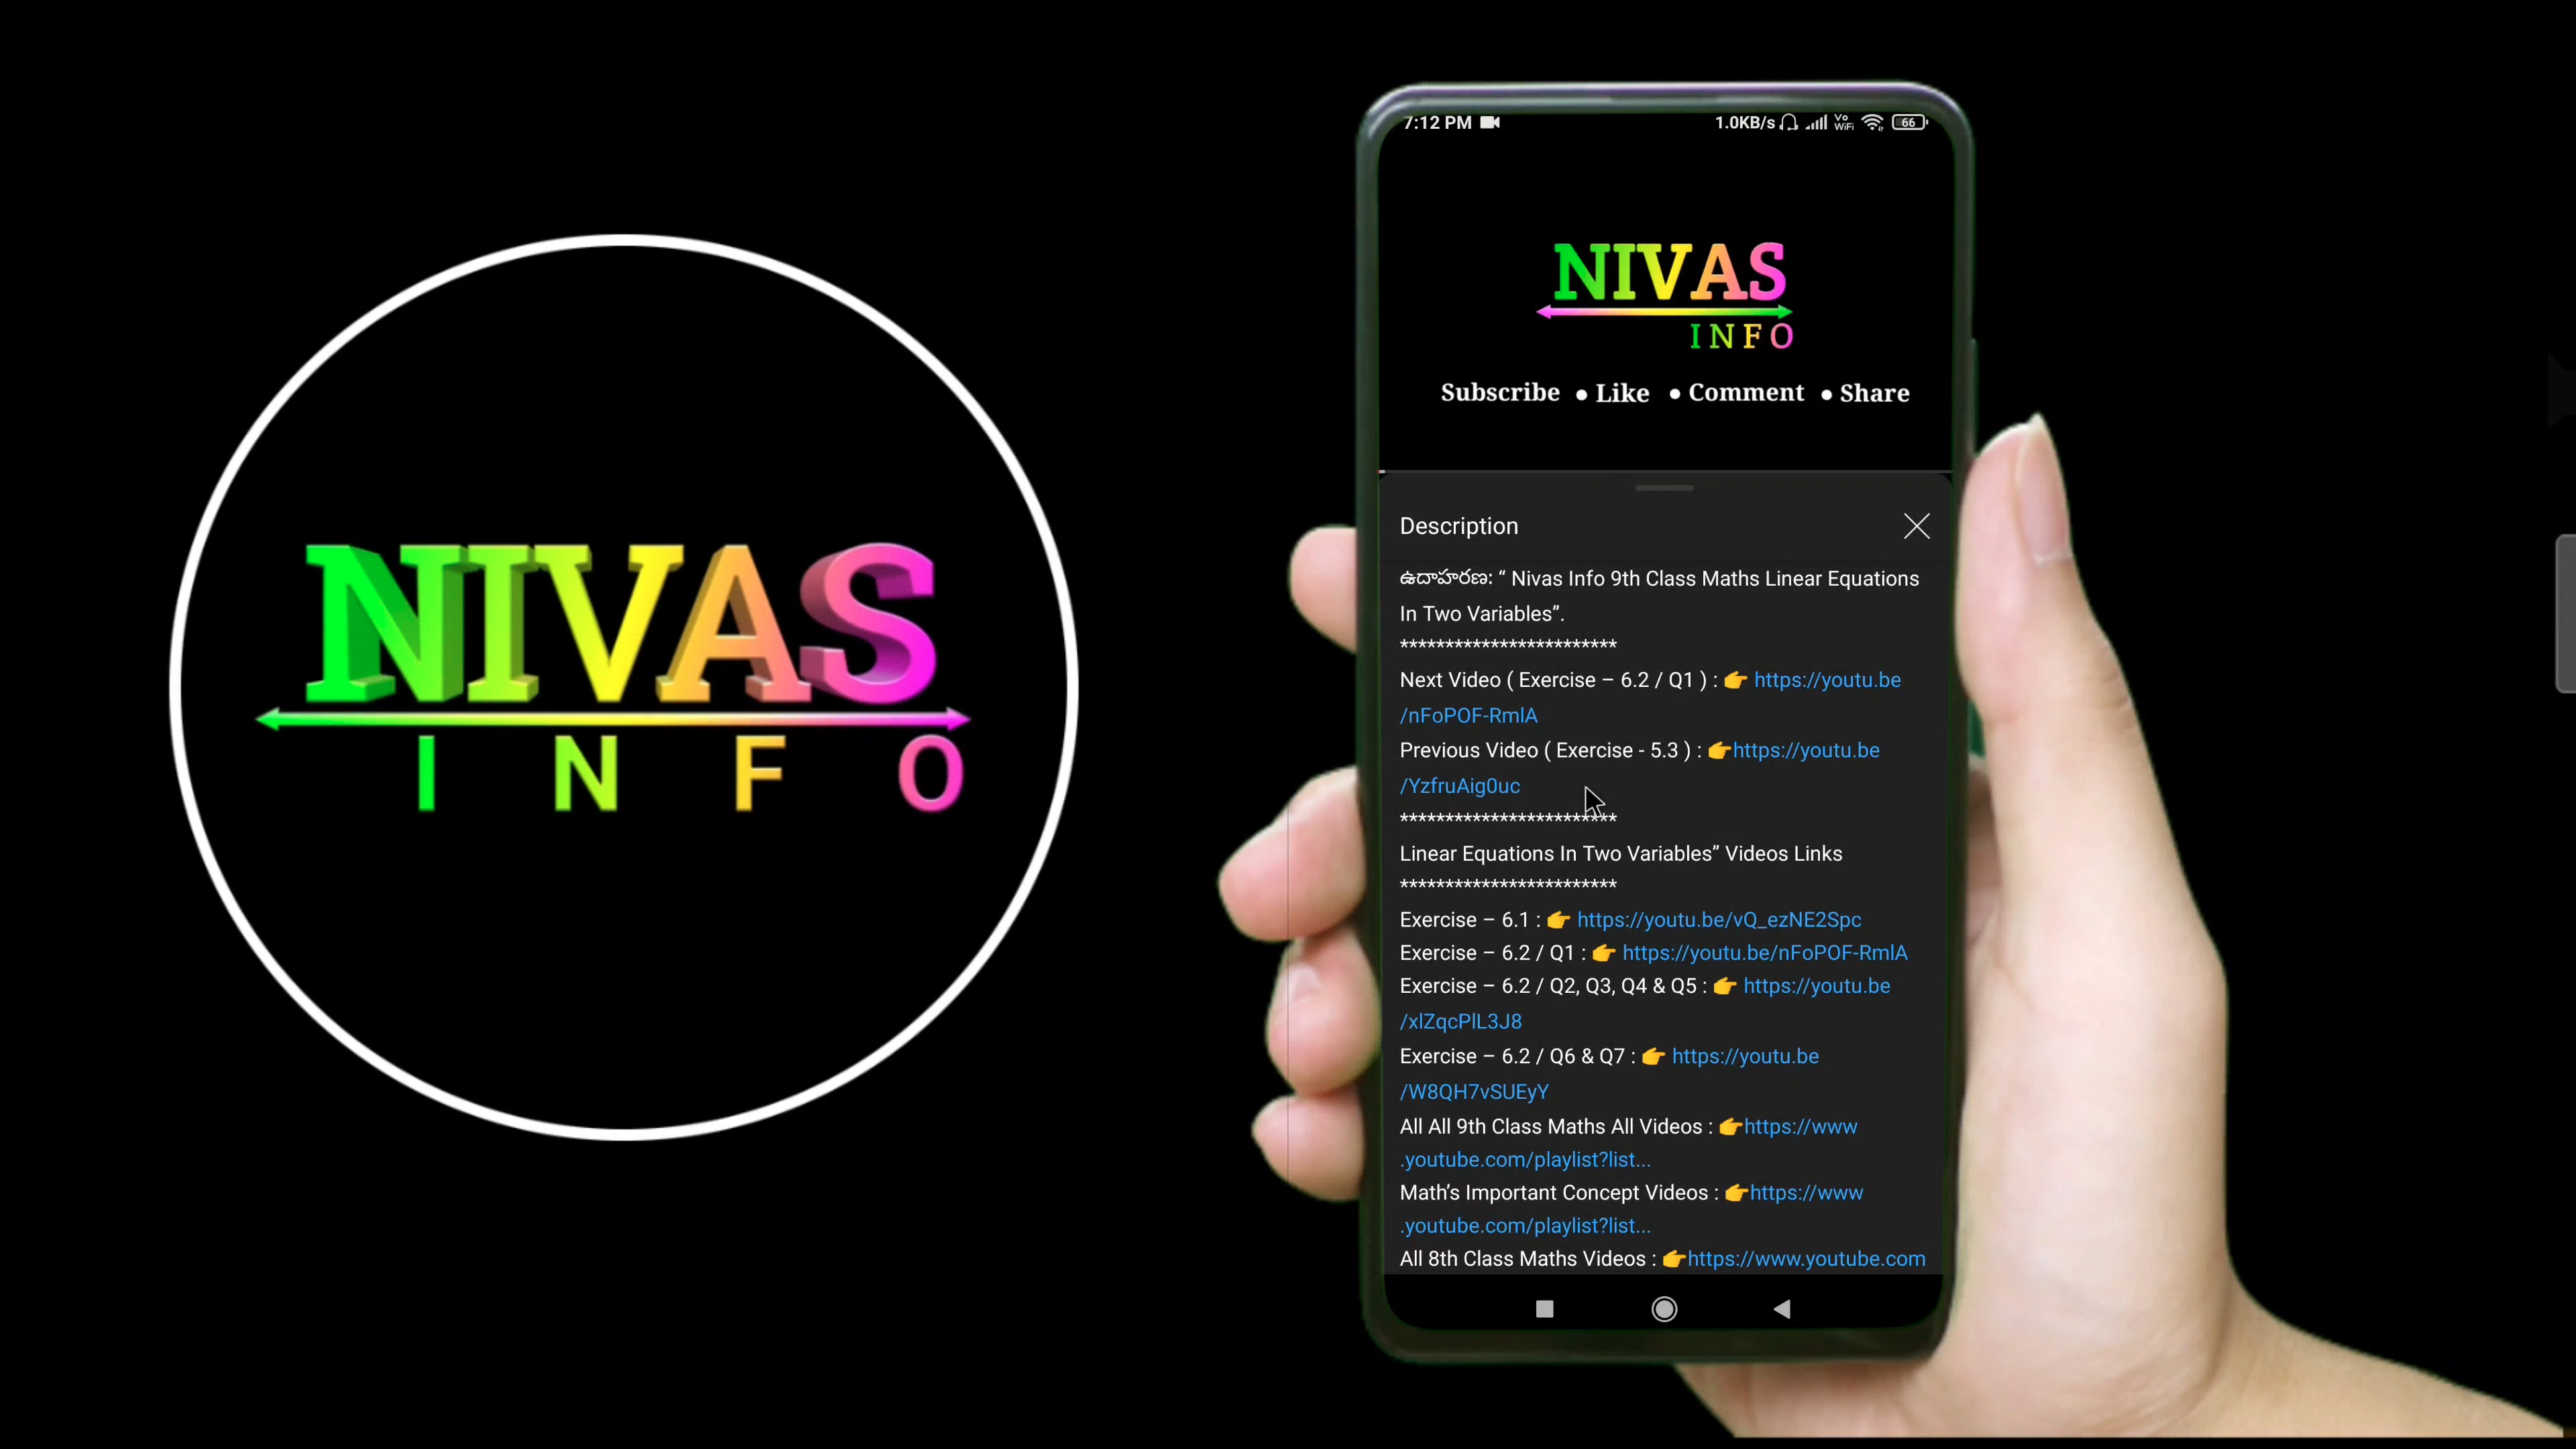 NIVAS
INFO
7:12 PM
1.0KB/s Vo WiFi 66
NIVAS
INFO
Subscribe • Like • Comment • Share
Description
ఉదాహరణ: “ Nivas Info 9th Class Maths Linear Equations
In Two Variables”.
************************
Next Video ( Exercise – 6.2 / Q1 ) : 👉 https://youtu.be
/nFoPOF-RmlA
Previous Video ( Exercise - 5.3 ) : 👉https://youtu.be
/YzfruAig0uc
************************
Linear Equations In Two Variables” Videos Links
************************
Exercise – 6.1 : 👉 https://youtu.be/vQ_ezNE2Spc
Exercise – 6.2 / Q1 : 👉 https://youtu.be/nFoPOF-RmlA
Exercise – 6.2 / Q2, Q3, Q4 & Q5 : 👉 https://youtu.be
/xlZqcPlL3J8
Exercise – 6.2 / Q6 & Q7 : 👉 https://youtu.be
/W8QH7vSUEyY
All All 9th Class Maths All Videos : 👉https://www
.youtube.com/playlist?list...
Math’s Important Concept Videos : 👉https://www
.youtube.com/playlist?list...
All 8th Class Maths Videos : 👉https://www.youtube.com